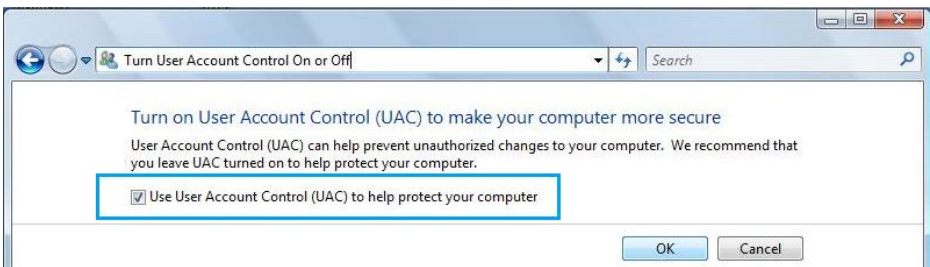 Turn User Account Control On or Off
Search
Turn on User Account Control (UAC) to make your computer more secure
User Account Control (UAC) can help prevent unauthorized changes to your computer. We recommend that
you leave UAC turned on to help protect your computer.
Use User Account Control (UAC) to help protect your computer
OK
Cancel